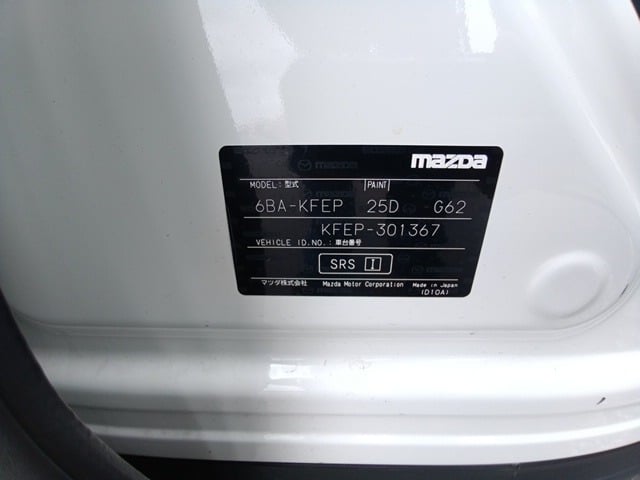 mazda
MODEL: 型式 PAINT
6BA-KFEP 25D G62
KFEP-301367
VEHICLE ID.NO.: 車台番号
SRS I
マツダ株式会社 Mazda Motor Corporation Made in Japan
(D10A)